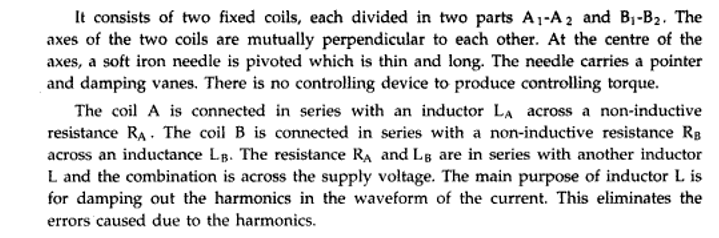 It consists of two fixed coils, each divided in two parts A₁-A₂ and B₁-B₂. The
axes of the two coils are mutually perpendicular to each other. At the centre of the
axes, a soft iron needle is pivoted which is thin and long. The needle carries a pointer
and damping vanes. There is no controlling device to produce controlling torque.
The coil A is connected in series with an inductor L_A across a non-inductive
resistance R_A. The coil B is connected in series with a non-inductive resistance R_B
across an inductance L_B. The resistance R_A and L_B are in series with another inductor
L and the combination is across the supply voltage. The main purpose of inductor L is
for damping out the harmonics in the waveform of the current. This eliminates the
errors caused due to the harmonics.